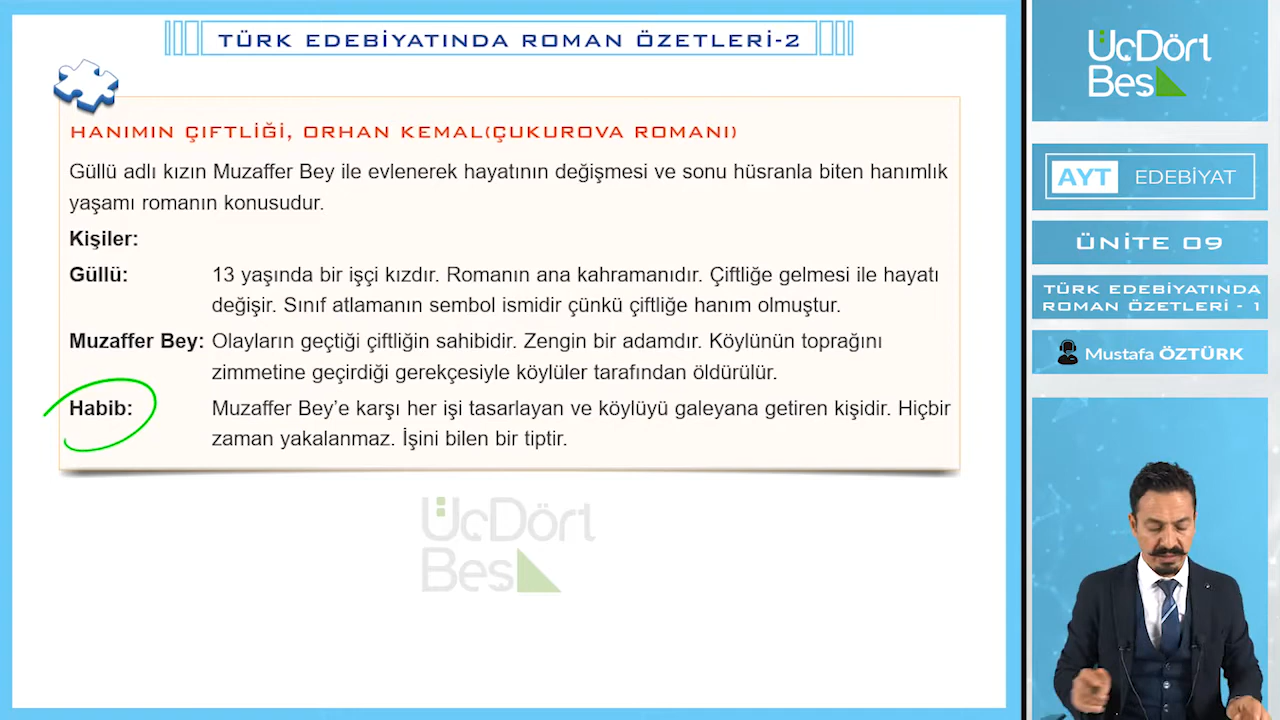 TÜRK EDEBİYATINDA ROMAN ÖZETLERİ-2
HANIMIN ÇİFTLİĞİ, ORHAN KEMAL(ÇUKUROVA ROMANI)
Güllü adlı kızın Muzaffer Bey ile evlenerek hayatının değişmesi ve sonu hüsranla biten hanımlık
yaşamı romanın konusudur.
Kişiler:
Güllü: 13 yaşında bir işçi kızdır. Romanın ana kahramanıdır. Çiftliğe gelmesi ile hayatı
değişir. Sınıf atlamanın sembol ismidir çünkü çiftliğe hanım olmuştur.
Muzaffer Bey: Olayların geçtiği çiftliğin sahibidir. Zengin bir adamdır. Köylünün toprağını
zimmetine geçirdiği gerekçesiyle köylüler tarafından öldürülür.
Habib: Muzaffer Bey’e karşı her işi tasarlayan ve köylüyü galeyana getiren kişidir. Hiçbir
zaman yakalanmaz. İşini bilen bir tiptir.
ÜçDört
Beş
ÜçDört
Beş
AYT EDEBİYAT
ÜNİTE 09
TÜRK EDEBİYATINDA
ROMAN ÖZETLERİ - 1
Mustafa ÖZTÜRK